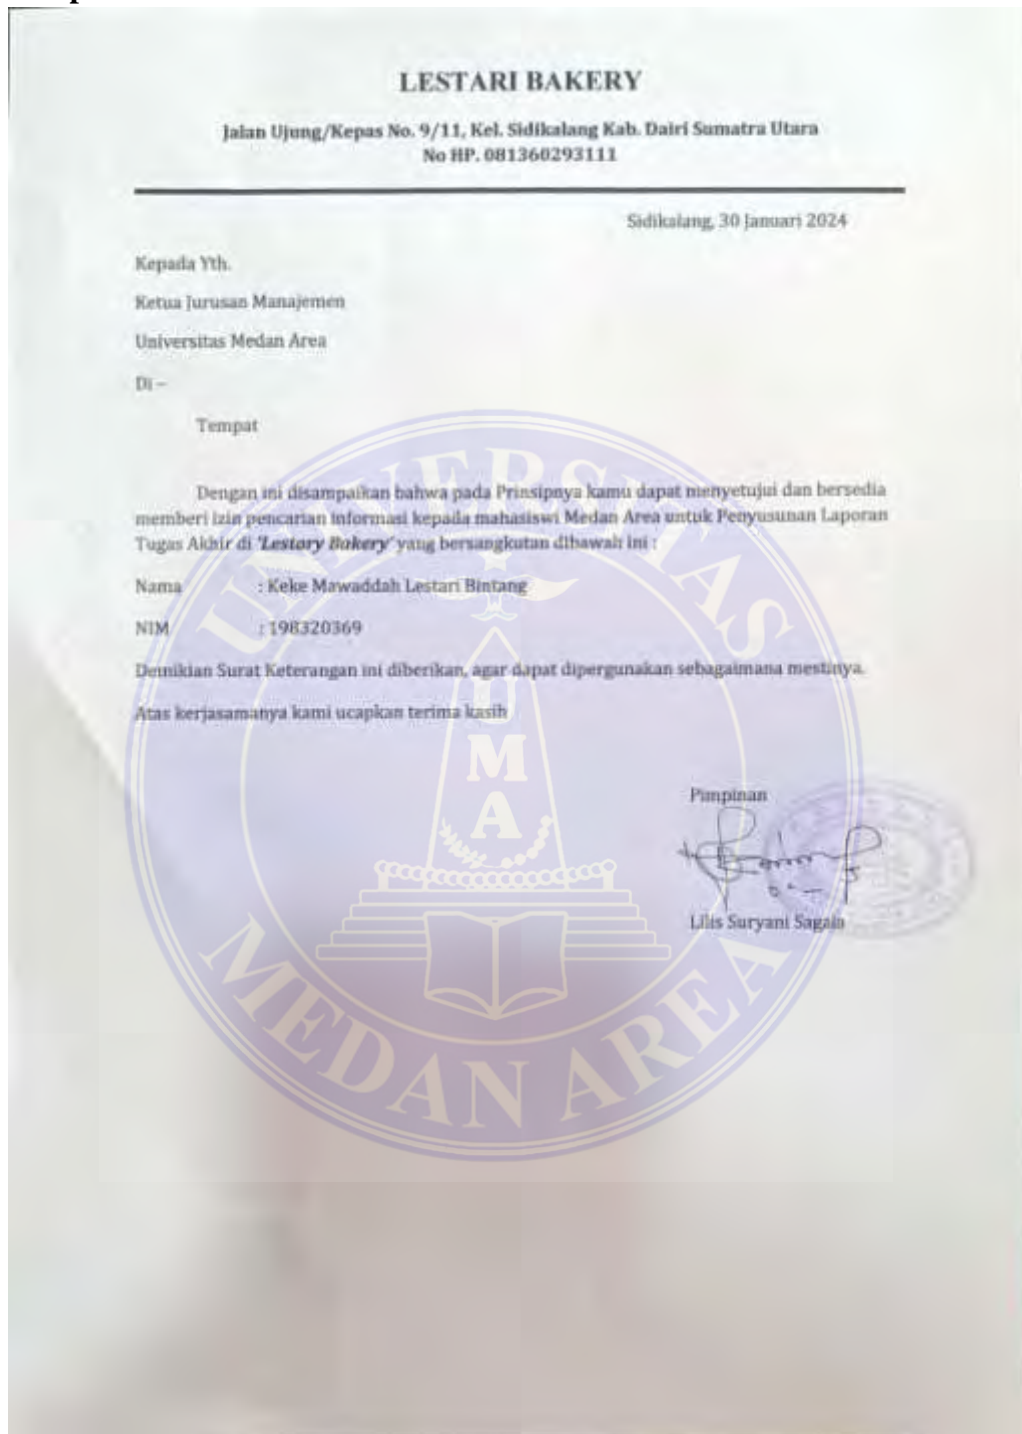 LESTARI BAKERY
Jalan Ujung/Kepas No. 9/11, Kel. Sidikalang Kab. Dairi Sumatra Utara
No HP. 081360293111
Sidikalang, 30 Januari 2024
Kepada Yth.
Ketua Jurusan Manajemen
Universitas Medan Area
Di –
Tempat
Dengan ini disampaikan bahwa pada Prinsipnya kamu dapat menyetujui dan bersedia
memberi izin pencarian informasi kepada mahasiswi Medan Area untuk Penyusunan Laporan
Tugas Akhir di 'Lestary Bakery' yang bersangkutan dibawah ini :
Nama : Keke Mawaddah Lestari Bintang
NIM : 198320369
Demikian Surat Keterangan ini diberikan, agar dapat dipergunakan sebagaimana mestinya.
Atas kerjasamanya kami ucapkan terima kasih
Pimpinan
Lilis Suryani Sagala
UNIVERSITAS
UMA
MEDAN AREA